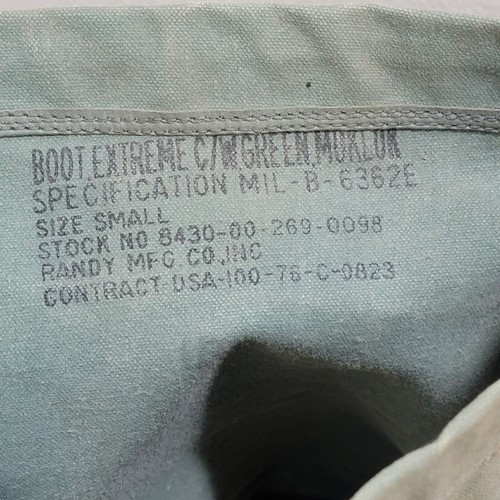 BOOT, EXTREME C/W, GREEN, MUKLUK
SPECIFICATION MIL-B-6362E
SIZE SMALL
STOCK NO 8430-00-269-0098
RANDY MFG CO., INC
CONTRACT DSA-100-76-C-0823